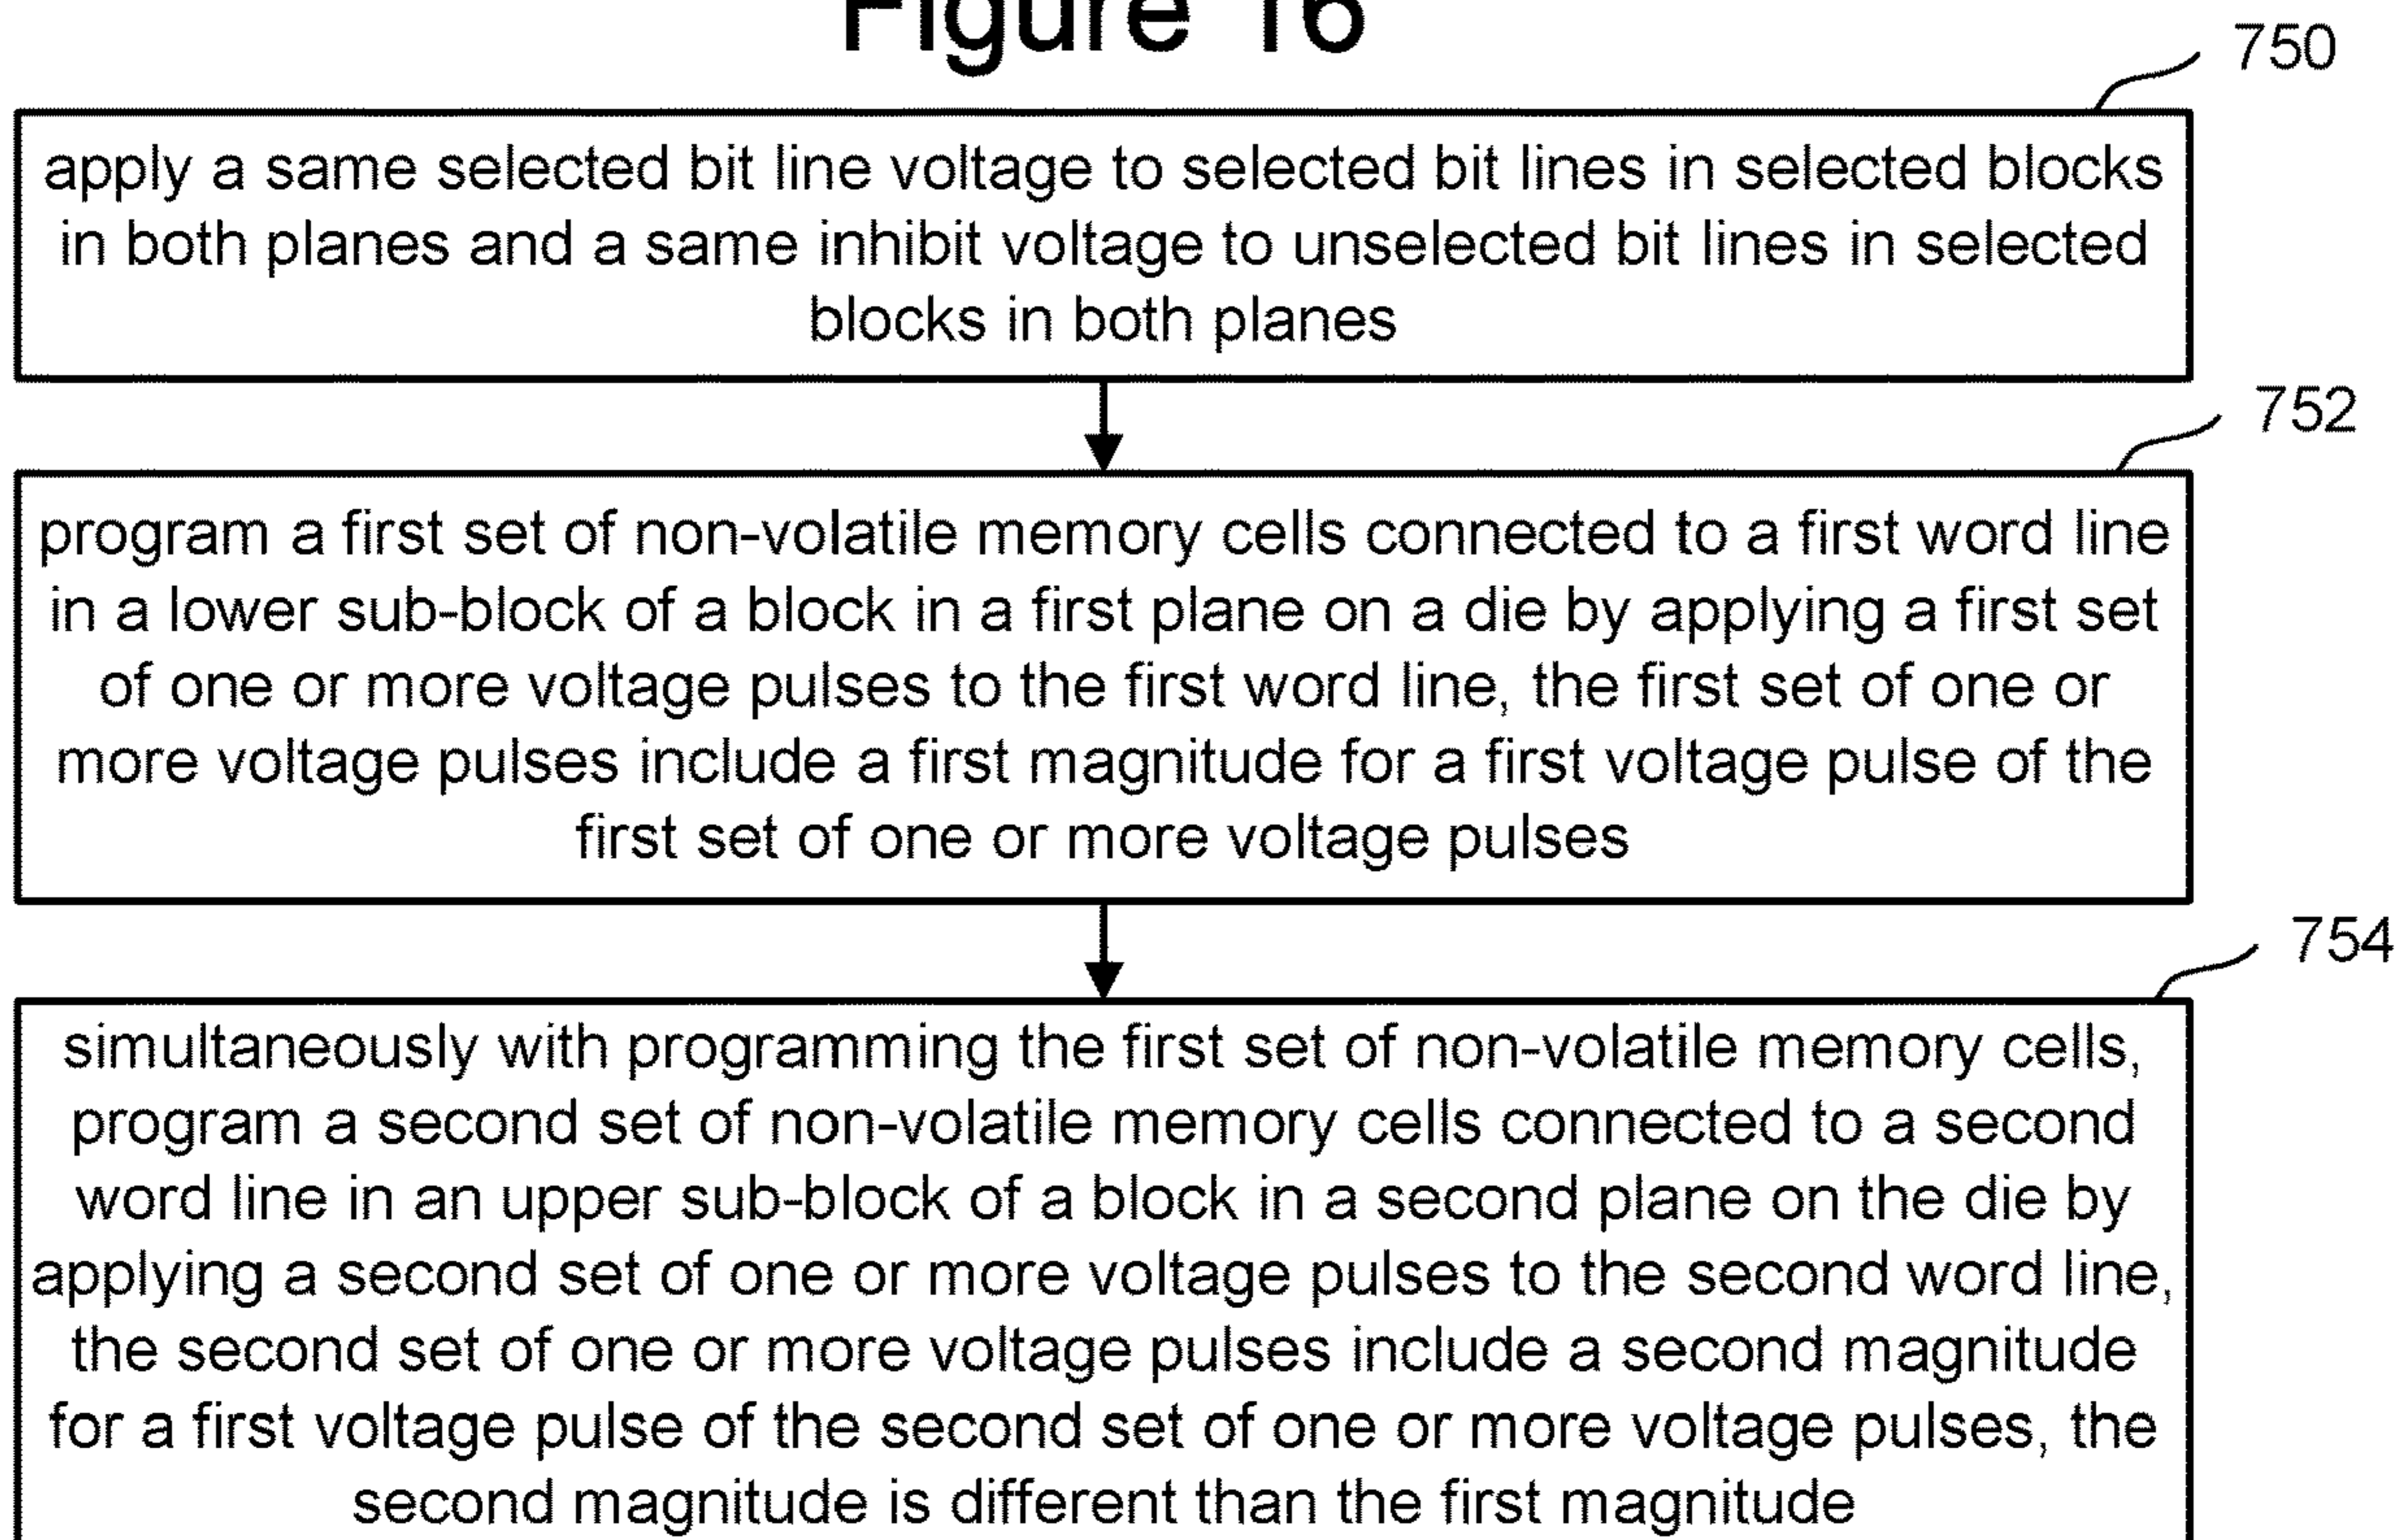 Figure 16
750
apply a same selected bit line voltage to selected bit lines in selected blocks
in both planes and a same inhibit voltage to unselected bit lines in selected
blocks in both planes
752
program a first set of non-volatile memory cells connected to a first word line
in a lower sub-block of a block in a first plane on a die by applying a first set
of one or more voltage pulses to the first word line, the first set of one or
more voltage pulses include a first magnitude for a first voltage pulse of the
first set of one or more voltage pulses
754
simultaneously with programming the first set of non-volatile memory cells,
program a second set of non-volatile memory cells connected to a second
word line in an upper sub-block of a block in a second plane on the die by
applying a second set of one or more voltage pulses to the second word line,
the second set of one or more voltage pulses include a second magnitude
for a first voltage pulse of the second set of one or more voltage pulses, the
second magnitude is different than the first magnitude